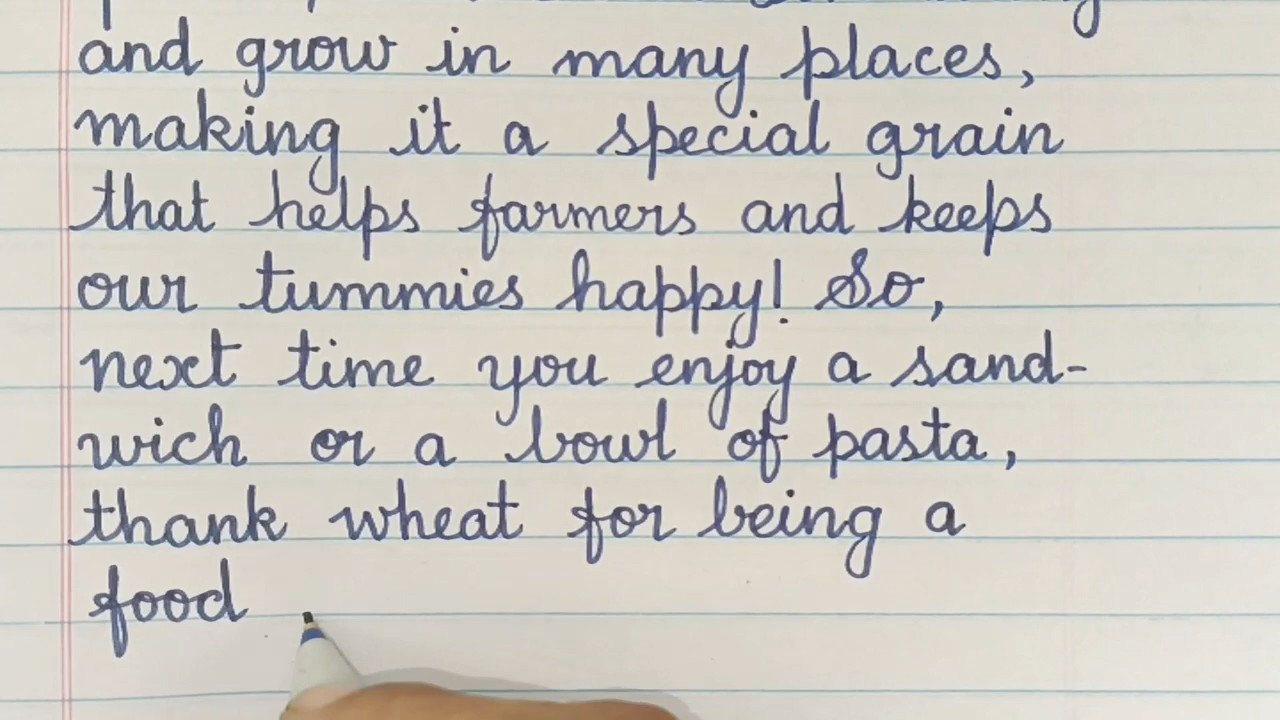 and grow in many places,
making it a special grain
that helps farmers and keeps
our tummies happy! So,
next time you enjoy a sand-
wich or a bowl of pasta,
thank wheat for being a
food